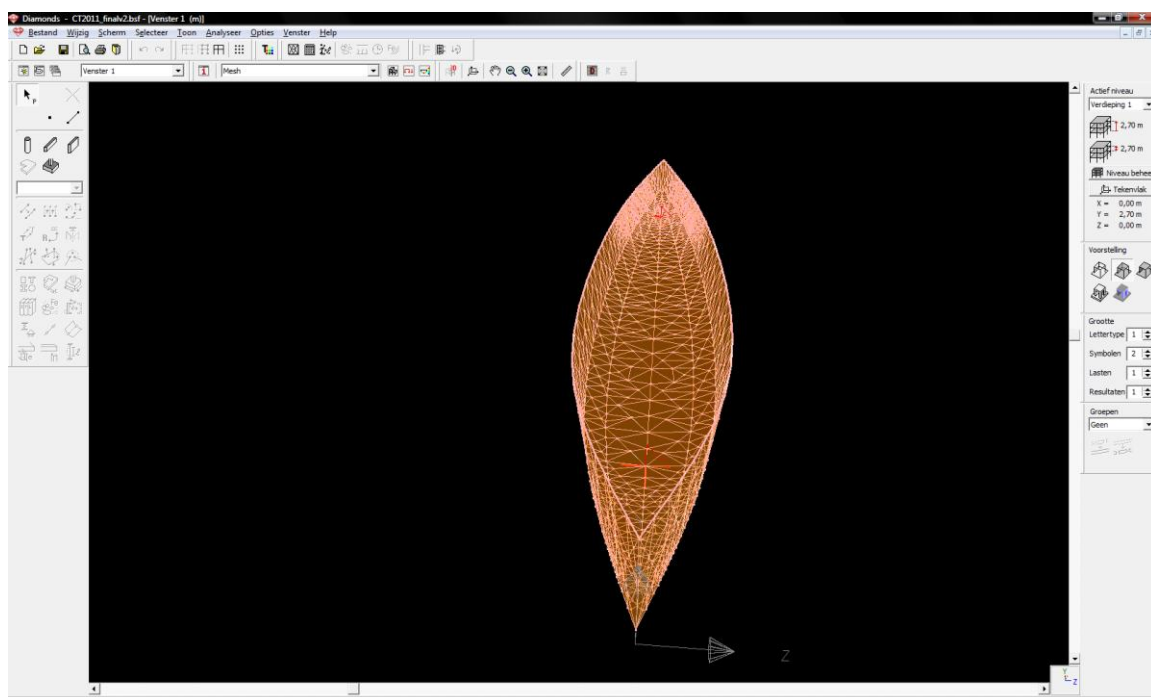 Diamonds - CT2011_finalv2.bsf - [Venster 1 (m)]
Bestand Wijzig Scherm Selecteer Toon Analyseer Opties Venster Help
Venster 1
Mesh
Actief niveau
Verdieping 1
2,70 m
2,70 m
Niveau behee
Tekenvlak
X = 0,00 m
Y = 2,70 m
Z = 0,00 m
Voorstelling
Grootte
Lettertype 1
Symbolen 2
Lasten 1
Resultaten 1
Groepen
Geen
Z
Y
Z